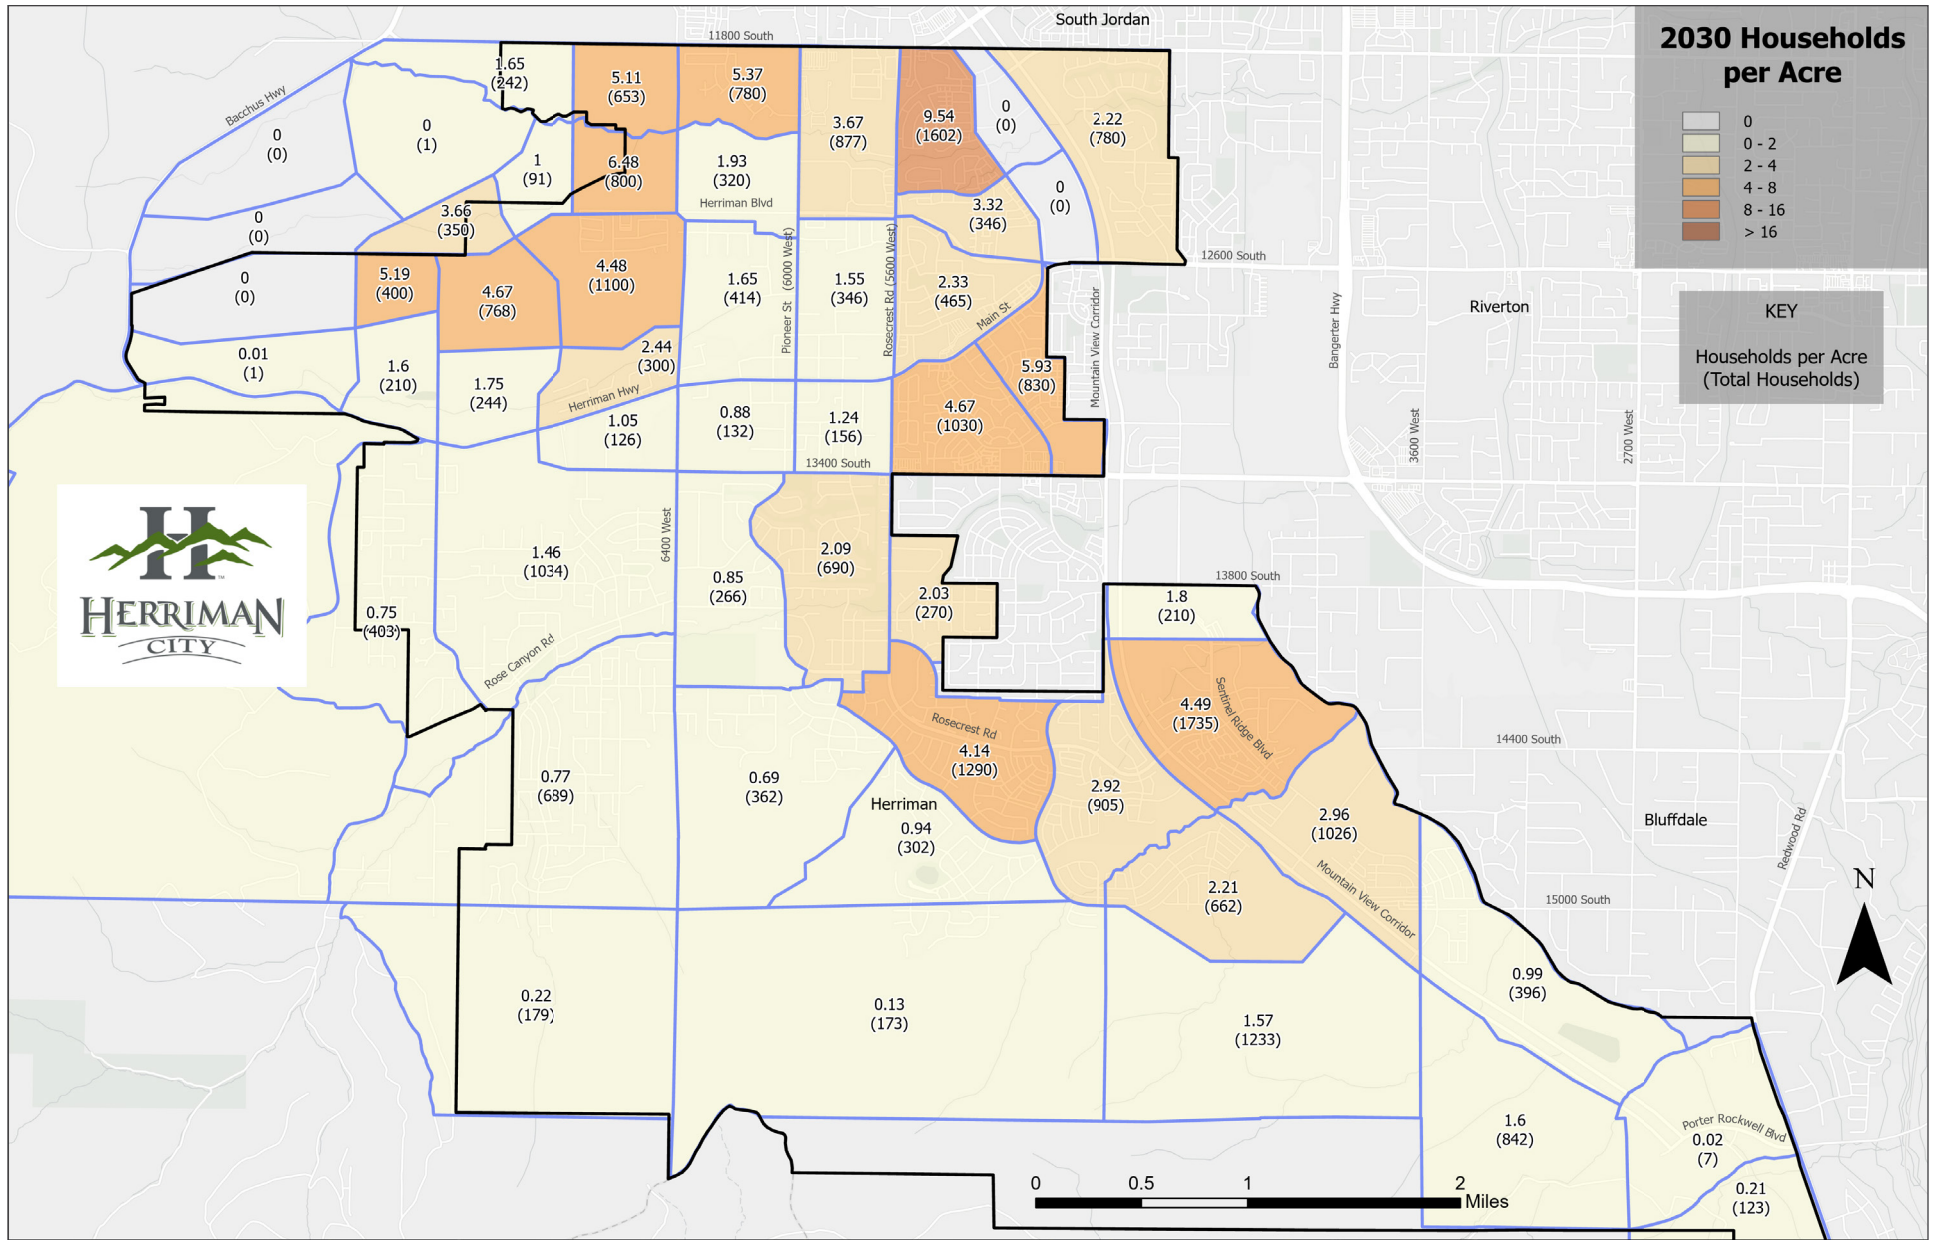 South Jordan
11800 South
2030 Households
per Acre
0
0 - 2
2 - 4
4 - 8
8 - 16
> 16
KEY
Households per Acre
(Total Households)
Bacchus Hwy
1.65
(242)
5.11
(653)
5.37
(780)
3.67
(877)
9.54
(1602)
0
(0)
2.22
(780)
0
(0)
0
(1)
1
(91)
6.48
(800)
1.93
(320)
Herriman Blvd
0
(0)
3.66
(350)
3.32
(346)
0
(0)
12600 South
0
(0)
5.19
(400)
4.67
(768)
4.48
(1100)
1.65
(414)
Pioneer St (6000 West)
1.55
(346)
Rosecrest Rd (5600 West)
2.33
(465)
Main St
Mountain View Corridor
Bangerter Hwy
Riverton
0.01
(1)
1.6
(210)
1.75
(244)
2.44
(300)
Herriman Hwy
1.05
(126)
0.88
(132)
1.24
(156)
4.67
(1030)
5.93
(830)
3600 West
2700 West
13400 South
H
™
HERRIMAN
CITY
0.75
(403)
1.46
(1034)
6400 West
0.85
(266)
2.09
(690)
2.03
(270)
13800 South
1.8
(210)
Rose Canyon Rd
4.49
(1735)
Sentinel Ridge Blvd
Rosecrest Rd
4.14
(1290)
14400 South
0.77
(689)
0.69
(362)
Herriman
0.94
(302)
2.92
(905)
2.96
(1026)
Bluffdale
Redwood Rd
2.21
(662)
Mountain View Corridor
15000 South
N
0.22
(179)
0.13
(173)
1.57
(1233)
0.99
(396)
1.6
(842)
Porter Rockwell Blvd
0.02
(7)
0.21
(123)
0 0.5 1 2
Miles